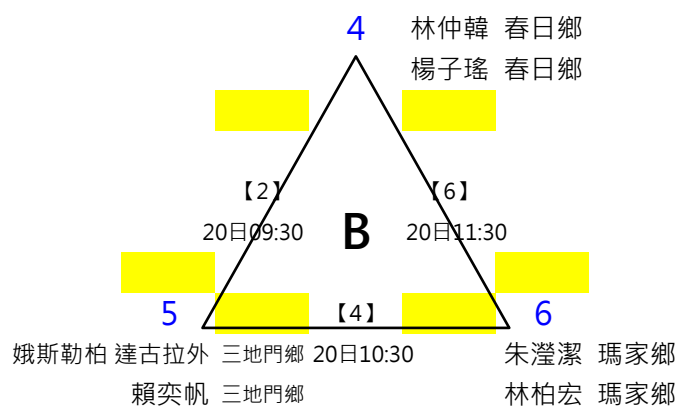 4 林仲韓 春日鄉
楊子瑤 春日鄉
【2】 【6】
20日09:30 B 20日11:30
5 【4】 6
娥斯勒柏 達古拉外 三地門鄉 20日10:30 朱瀅潔 瑪家鄉
賴奕帆 三地門鄉 林柏宏 瑪家鄉